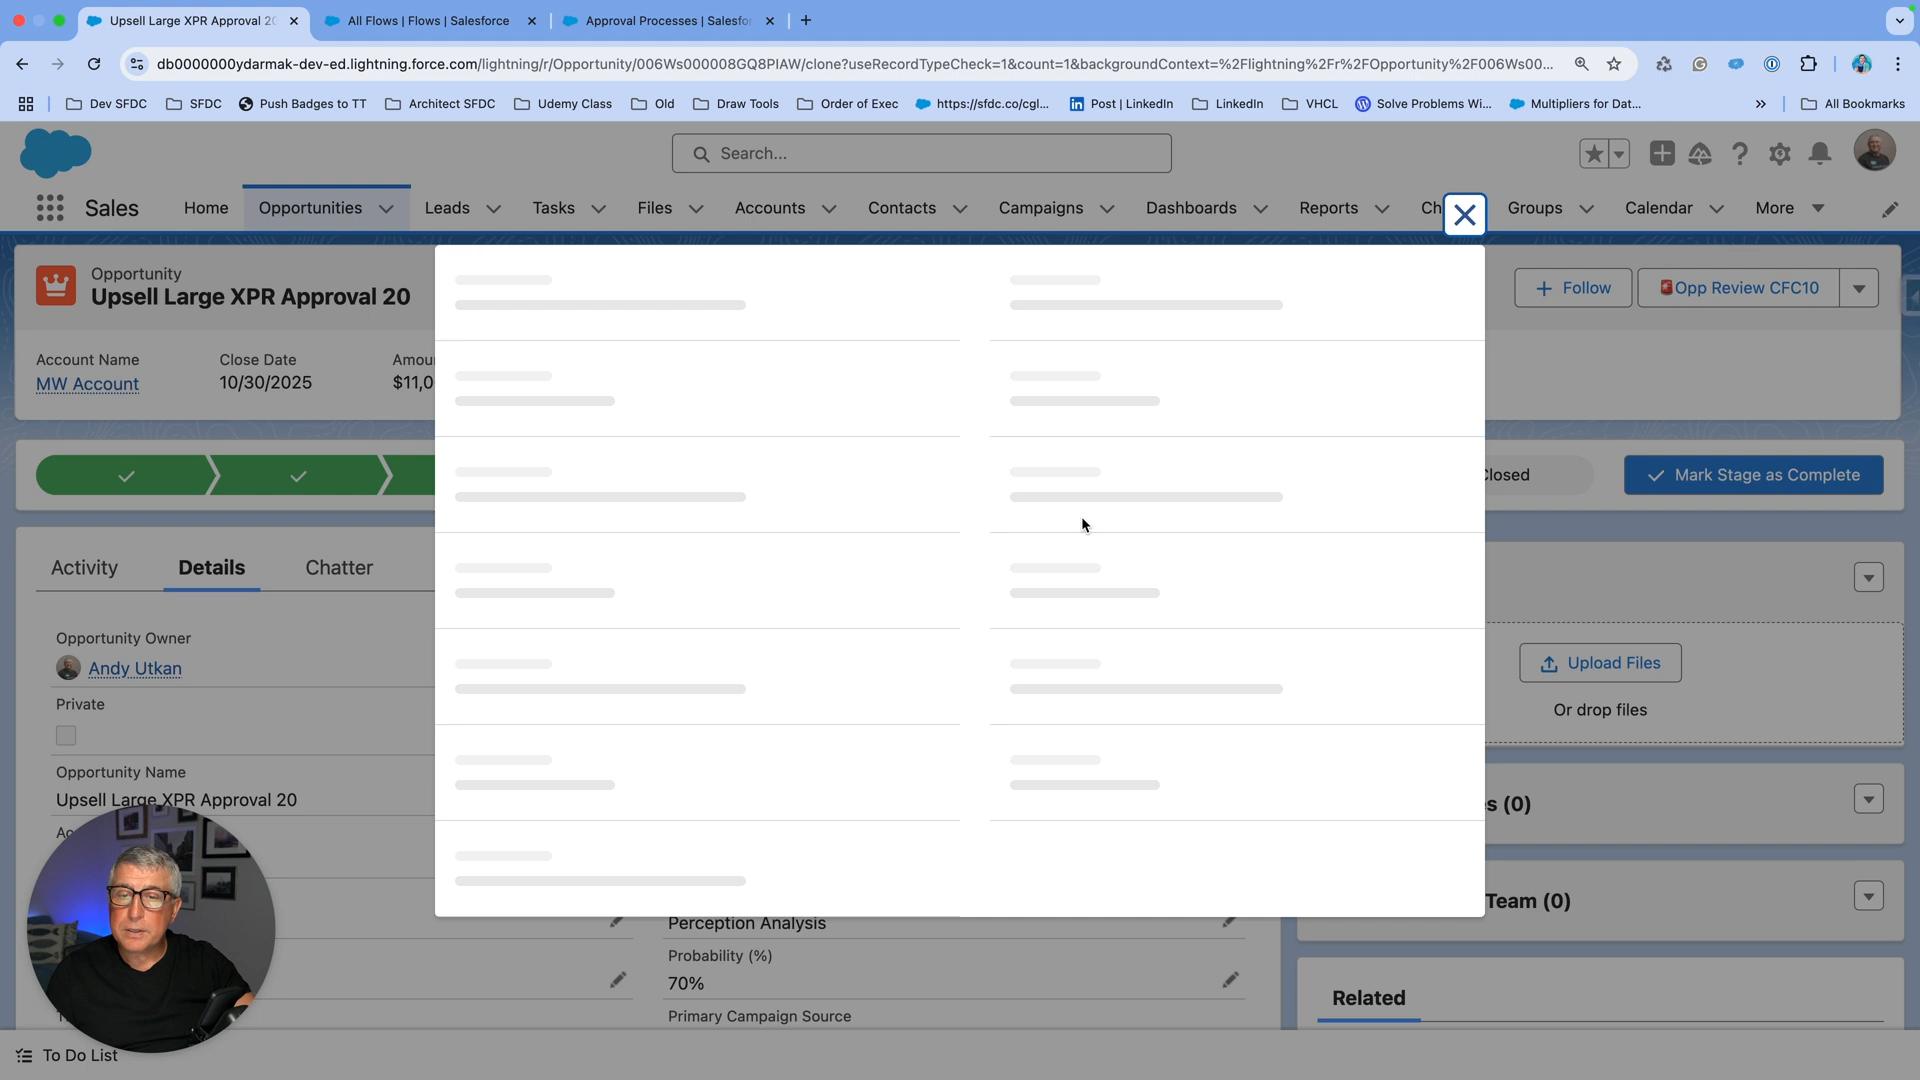 Upsell Large XPR Approval 20
All Flows | Flows | Salesforce
Approval Processes | Salesfor
db0000000ydarmak-dev-ed.lightning.force.com/lightning/r/Opportunity/006Ws000008GQ8PIAW/clone?useRecordTypeCheck=1&count=1&backgroundContext=%2Flightning%2Fr%2FOpportunity%2F006Ws00...
Dev SFDC
SFDC
Push Badges to TT
Architect SFDC
Udemy Class
Old
Draw Tools
Order of Exec
https://sfdc.co/cgl...
Post | LinkedIn
LinkedIn
VHCL
Solve Problems Wi...
Multipliers for Dat...
All Bookmarks
Search...
Sales
Home
Opportunities
Leads
Tasks
Files
Accounts
Contacts
Campaigns
Dashboards
Reports
Ch
Groups
Calendar
More
Opportunity
Upsell Large XPR Approval 20
Follow
Opp Review CFC10
Account Name
Close Date
Amou
MW Account
10/30/2025
$11,0
Closed
Mark Stage as Complete
Activity
Details
Chatter
Opportunity Owner
Andy Utkan
Private
Upload Files
Or drop files
Opportunity Name
Upsell Large XPR Approval 20
Ac
s (0)
Team (0)
Perception Analysis
Probability (%)
70%
Primary Campaign Source
Related
To Do List